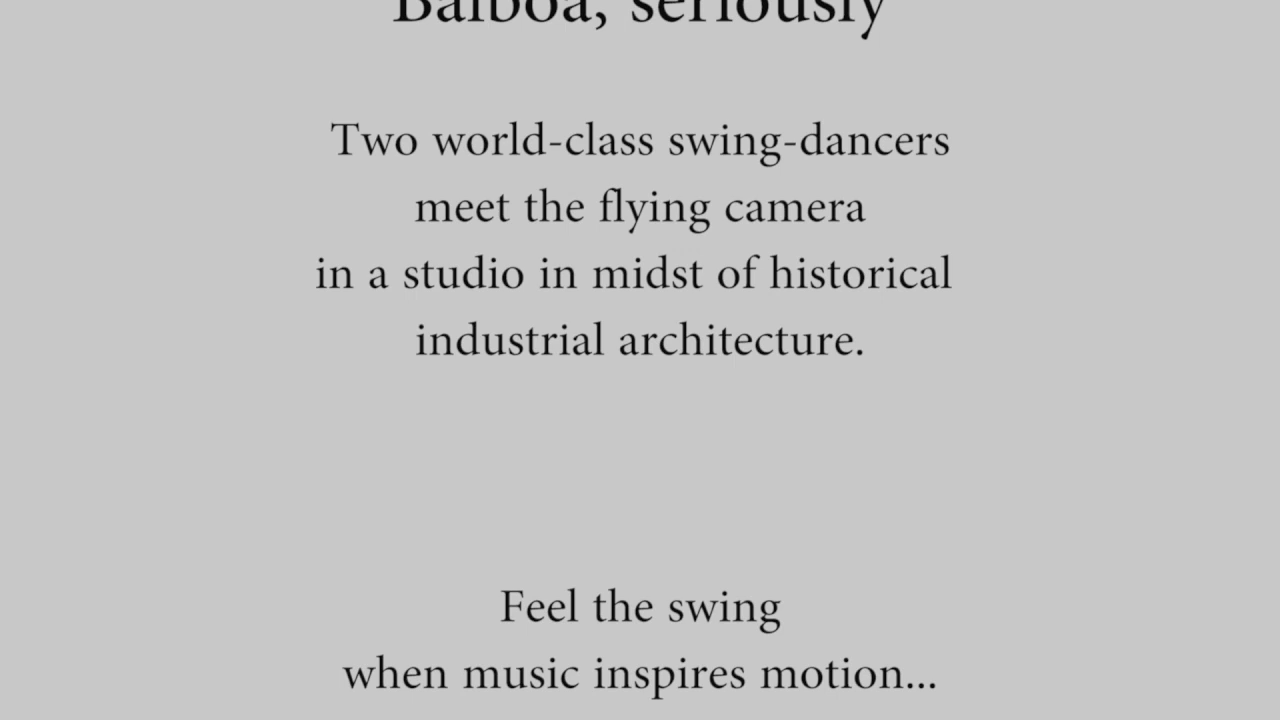 Balboa, seriously
Two world-class swing-dancers
meet the flying camera
in a studio in midst of historical
industrial architecture.
Feel the swing
when music inspires motion...